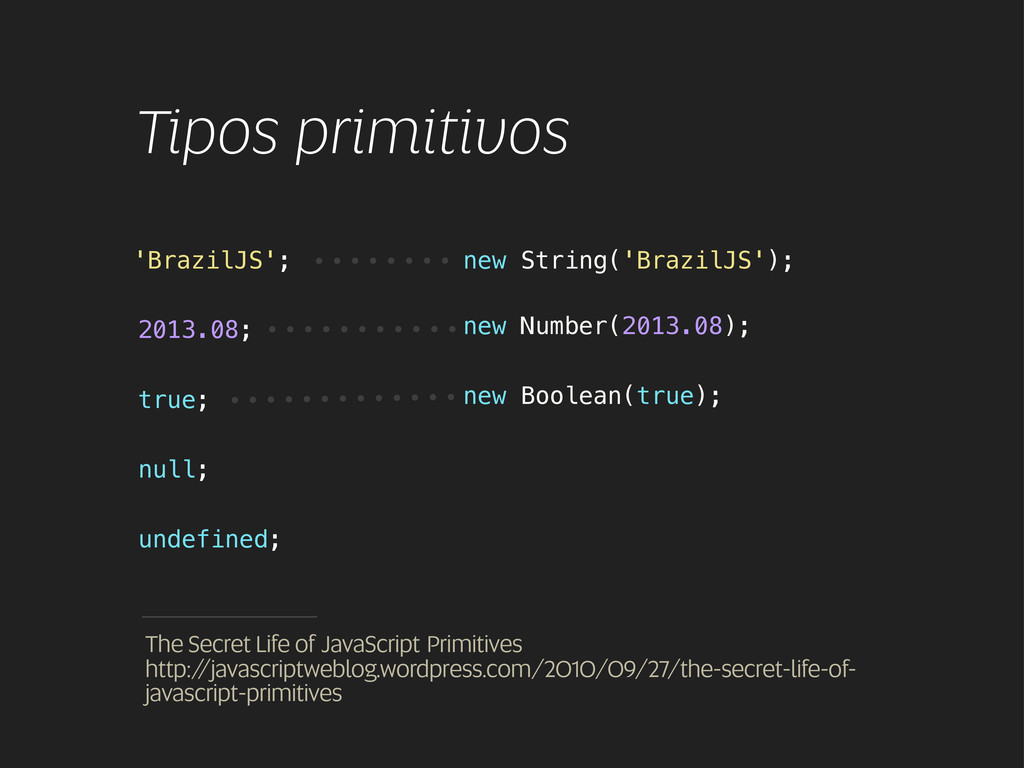 Tipos primitivos
'BrazilJS'; new String('BrazilJS');
2013.08; new Number(2013.08);
true; new Boolean(true);
null;
undefined;
The Secret Life of JavaScript Primitives
http://javascriptweblog.wordpress.com/2010/09/27/the-secret-life-of-
javascript-primitives